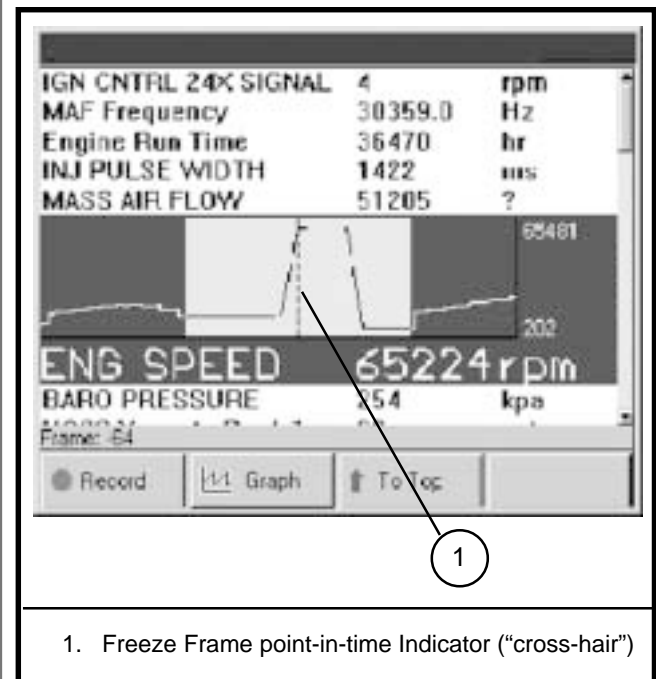 IGN CNTRL 24X SIGNAL 4 rpm
MAF Frequency 30359.0 Hz
Engine Run Time 36470 hr
INJ PULSE WIDTH 1422 ms
MASS AIR FLOW 51205 ?
65481
202
ENG SPEED 65224 rpm
BARO PRESSURE 254 kpa
Frame: -64
Record Graph To Top
1
1. Freeze Frame point-in-time Indicator (“cross-hair”)